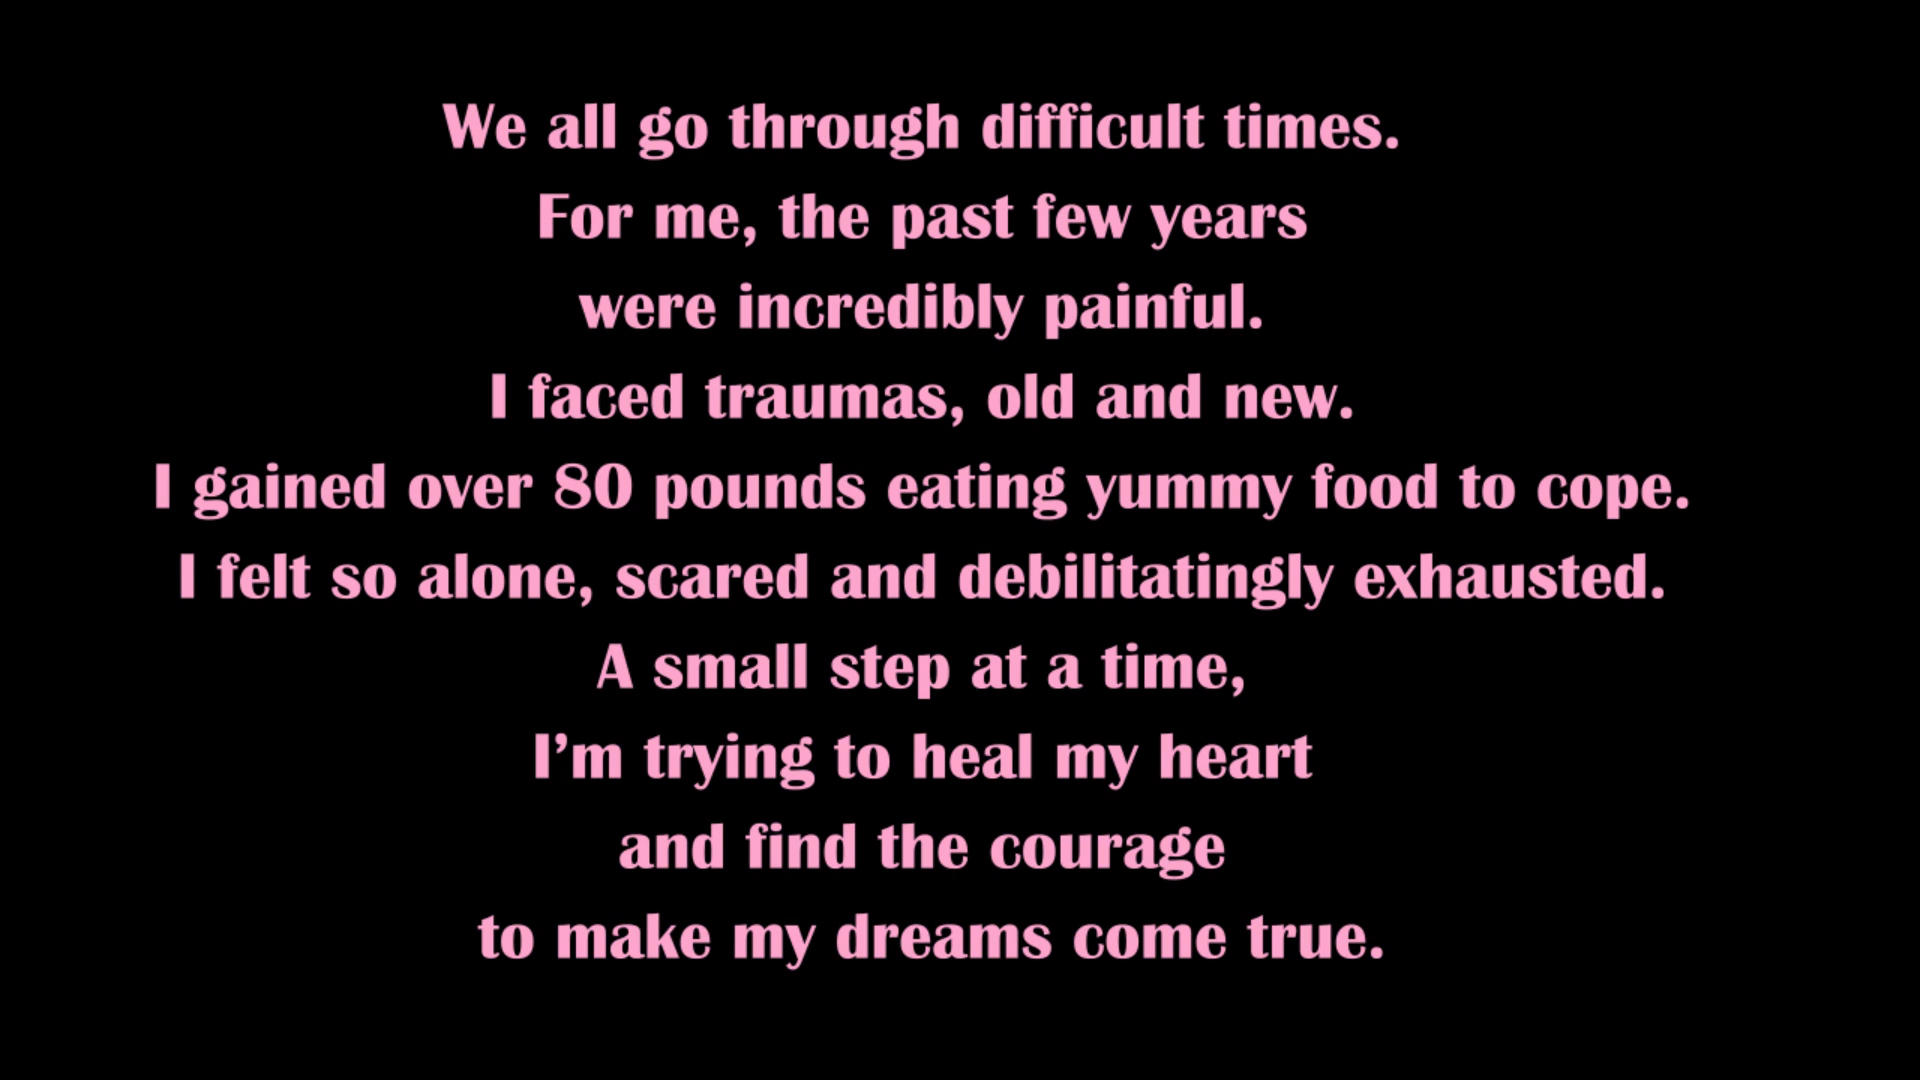 We all go through difficult times.
For me, the past few years
were incredibly painful.
I faced traumas, old and new.
I gained over 80 pounds eating yummy food to cope.
I felt so alone, scared and debilitatingly exhausted.
A small step at a time,
I’m trying to heal my heart
and find the courage
to make my dreams come true.